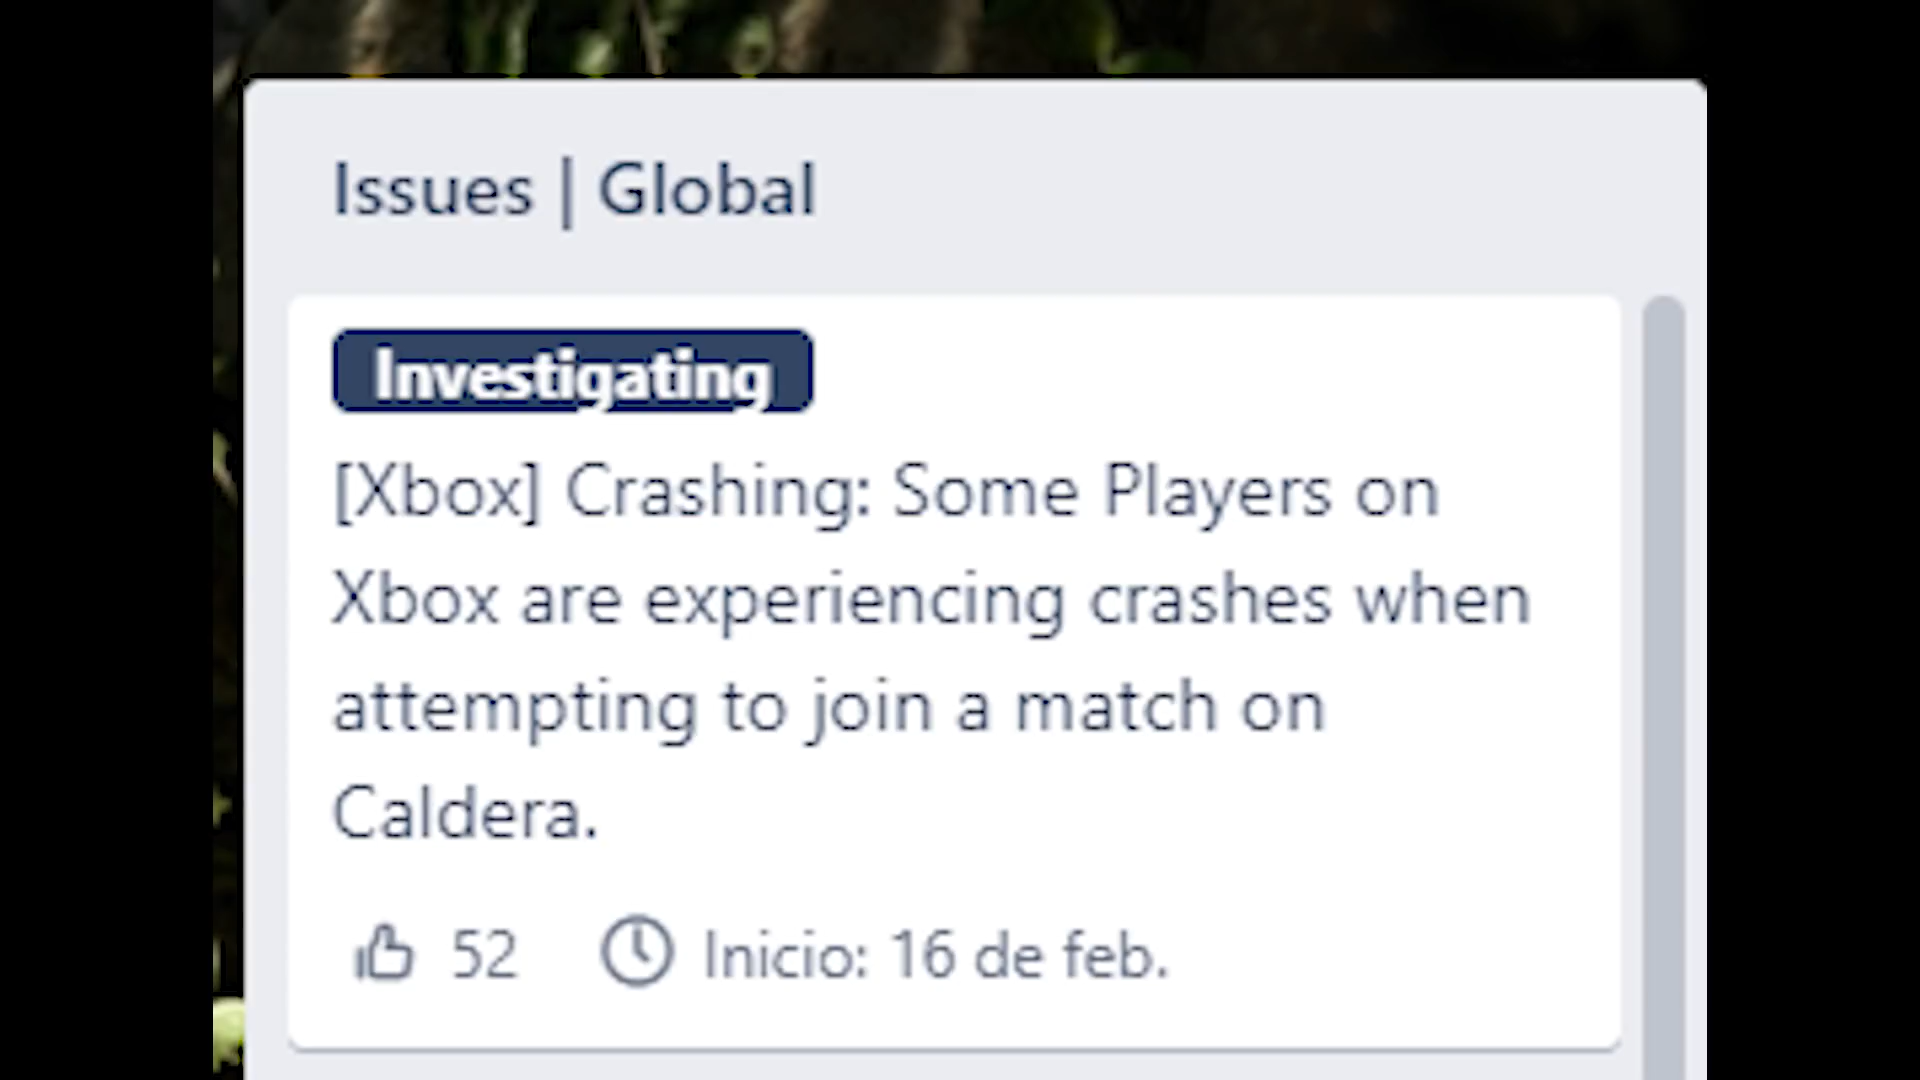 Issues | Global
Investigating
[Xbox] Crashing: Some Players on
Xbox are experiencing crashes when
attempting to join a match on
Caldera.
52 Inicio: 16 de feb.